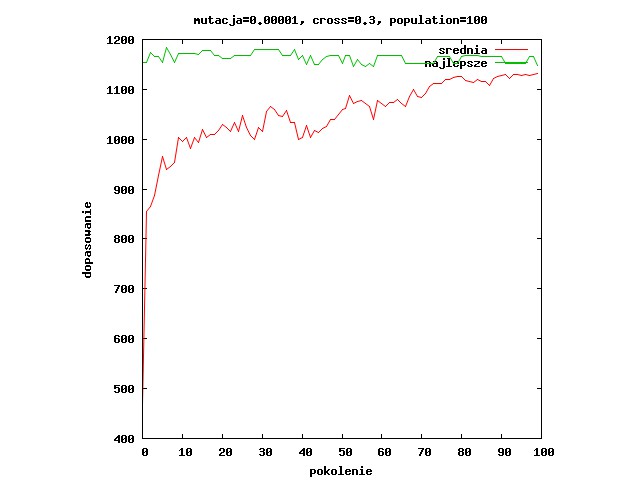 mutacja=0.00001, cross=0.3, population=100
1200
srednia
najlepsze
1100
1000
900
dopasowanie
800
700
600
500
400
0 10 20 30 40 50 60 70 80 90 100
pokolenie